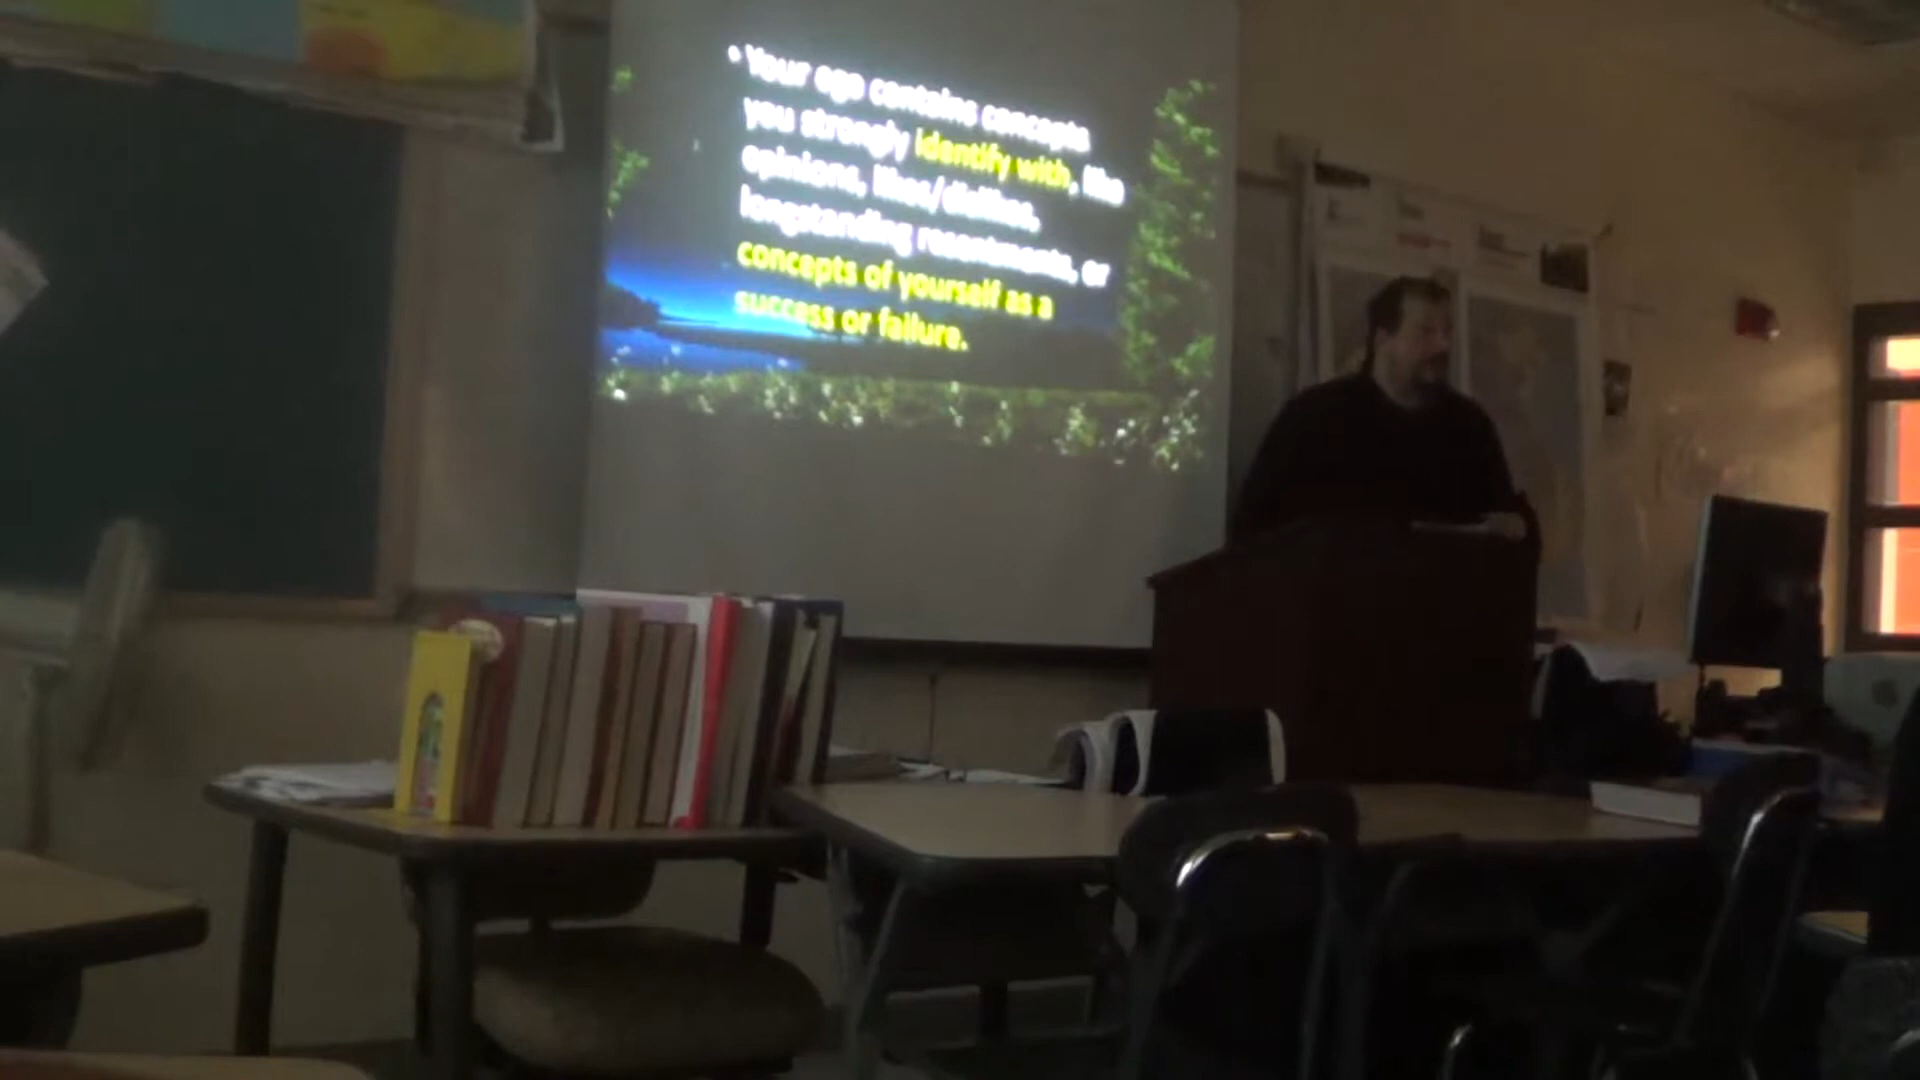 • Your ego contains concepts
you strongly identify with, like
opinions, likes/dislikes,
longstanding resentments, or
concepts of yourself as a
success or failure.